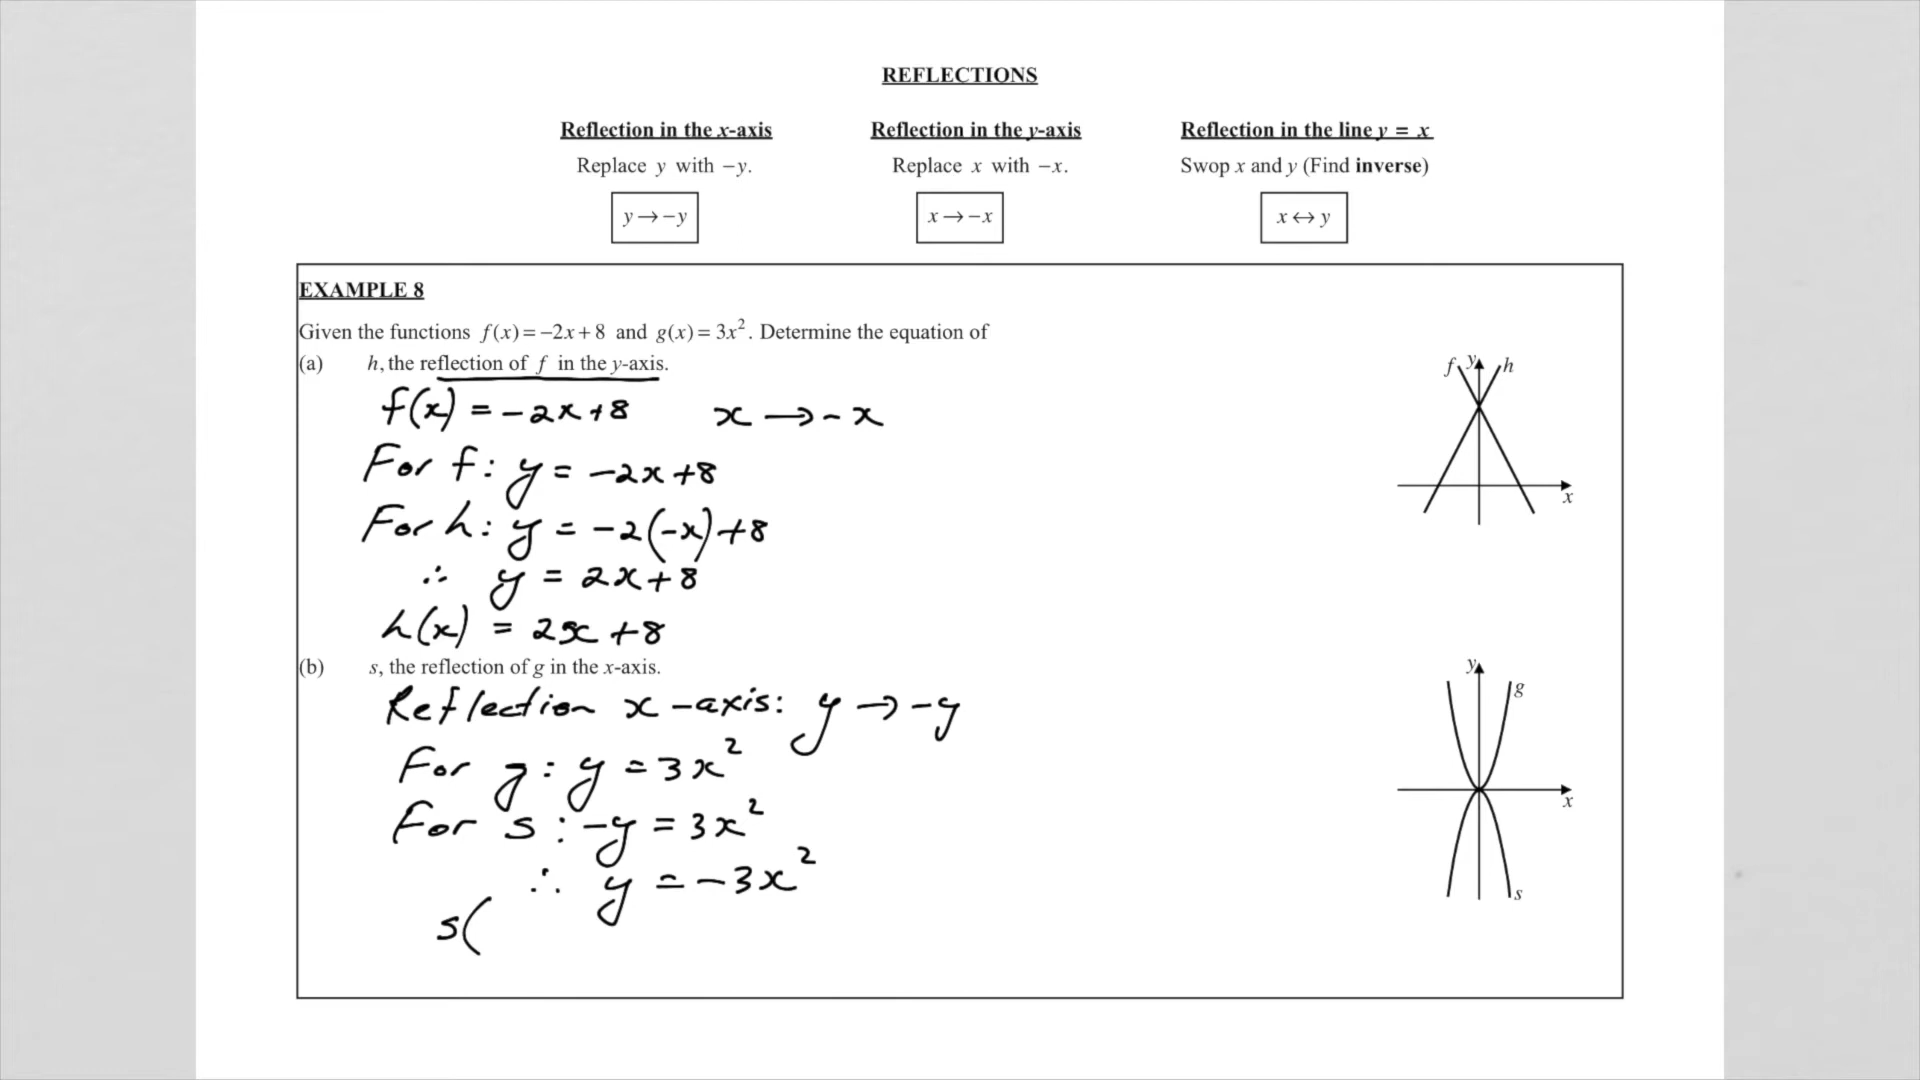 REFLECTIONS
Reflection in the x-axis
Replace y with −y.
y → −y
Reflection in the y-axis
Replace x with −x.
x → −x
Reflection in the line y = x
Swop x and y (Find inverse)
x ↔ y
EXAMPLE 8
Given the functions f(x) = −2x + 8 and g(x) = 3x². Determine the equation of
(a) h, the reflection of f in the y-axis.
f(x) = −2x + 8 x → −x
For f: y = −2x + 8
For h: y = −2(−x) + 8
∴ y = 2x + 8
h(x) = 2x + 8
f y h
x
(b) s, the reflection of g in the x-axis.
Reflection x-axis: y → −y
For g: y = 3x²
For s: −y = 3x²
∴ y = −3x²
s(
y
g
x
s